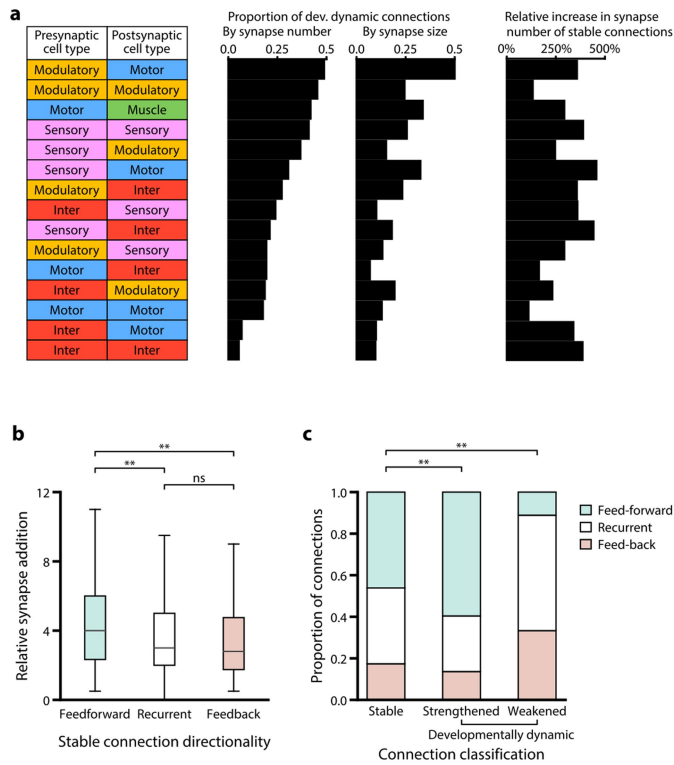 a
Proportion of dev. dynamic connections
By synapse number By synapse size
Relative increase in synapse
number of stable connections
Presynaptic cell type Postsynaptic cell type
0.0 0.25 0.5 0.0 0.25 0.5 0% 500%
Modulatory Motor
Modulatory Modulatory
Motor Muscle
Sensory Sensory
Sensory Modulatory
Sensory Motor
Modulatory Inter
Inter Sensory
Sensory Inter
Modulatory Sensory
Motor Inter
Inter Modulatory
Motor Motor
Inter Motor
Inter Inter
b
**
**
ns
Relative synapse addition
12
8
4
0
Feedforward Recurrent Feedback
Stable connection directionality
c
**
**
Proportion of connections
1.0
0.8
0.6
0.4
0.2
0.0
Feed-forward
Recurrent
Feed-back
Stable Strengthened Weakened
Developmentally dynamic
Connection classification